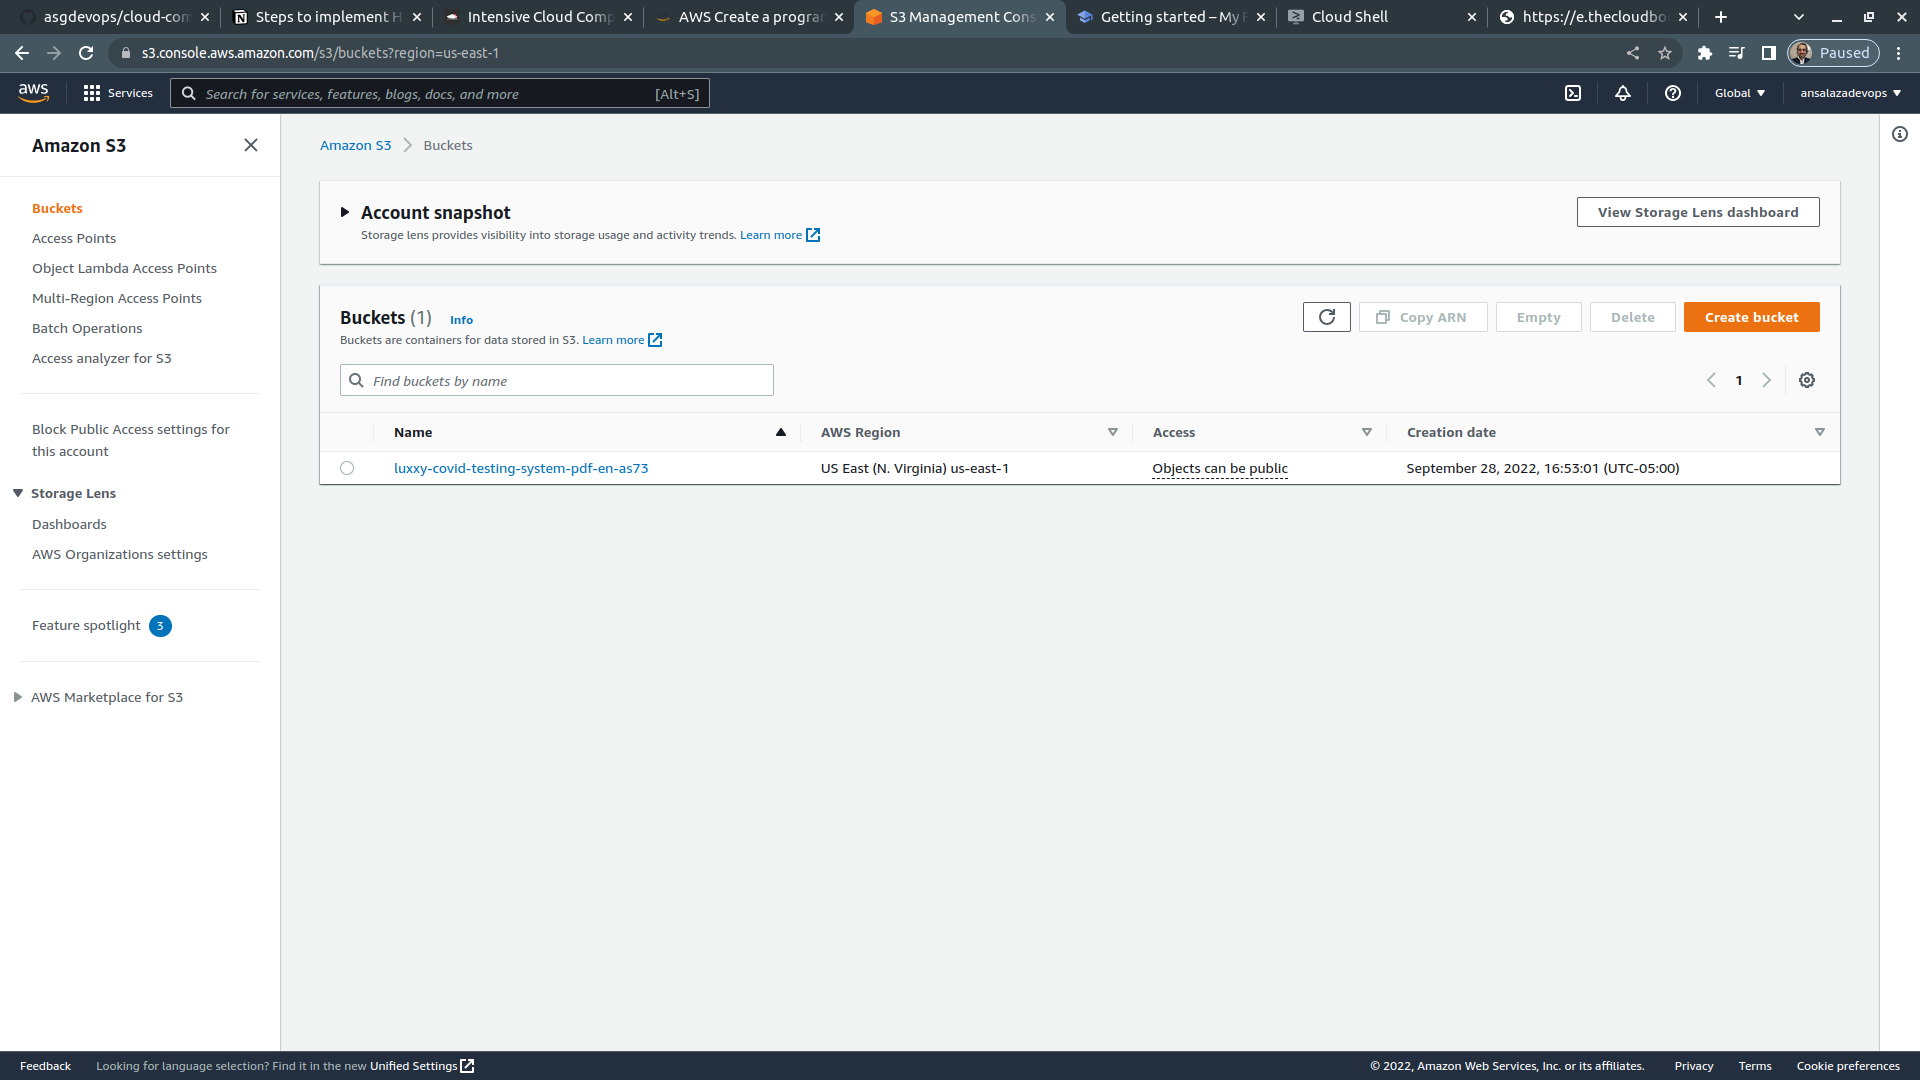 asgdevops/cloud-com
Steps to implement H
Intensive Cloud Comp
AWS Create a program
S3 Management Cons
Getting started – My F
Cloud Shell
https://e.thecloudbo
s3.console.aws.amazon.com/s3/buckets?region=us-east-1
Paused
aws
Services
Search for services, features, blogs, docs, and more
[Alt+S]
Global
ansalazadevops
Amazon S3
Buckets
Access Points
Object Lambda Access Points
Multi-Region Access Points
Batch Operations
Access analyzer for S3
Block Public Access settings for
this account
Storage Lens
Dashboards
AWS Organizations settings
Feature spotlight 3
AWS Marketplace for S3
Amazon S3 > Buckets
Account snapshot
Storage lens provides visibility into storage usage and activity trends. Learn more
View Storage Lens dashboard
Buckets (1) Info
Buckets are containers for data stored in S3. Learn more
Copy ARN
Empty
Delete
Create bucket
Find buckets by name
1
Name
AWS Region
Access
Creation date
luxxy-covid-testing-system-pdf-en-as73
US East (N. Virginia) us-east-1
Objects can be public
September 28, 2022, 16:53:01 (UTC-05:00)
Feedback
Looking for language selection? Find it in the new Unified Settings
© 2022, Amazon Web Services, Inc. or its affiliates.
Privacy
Terms
Cookie preferences